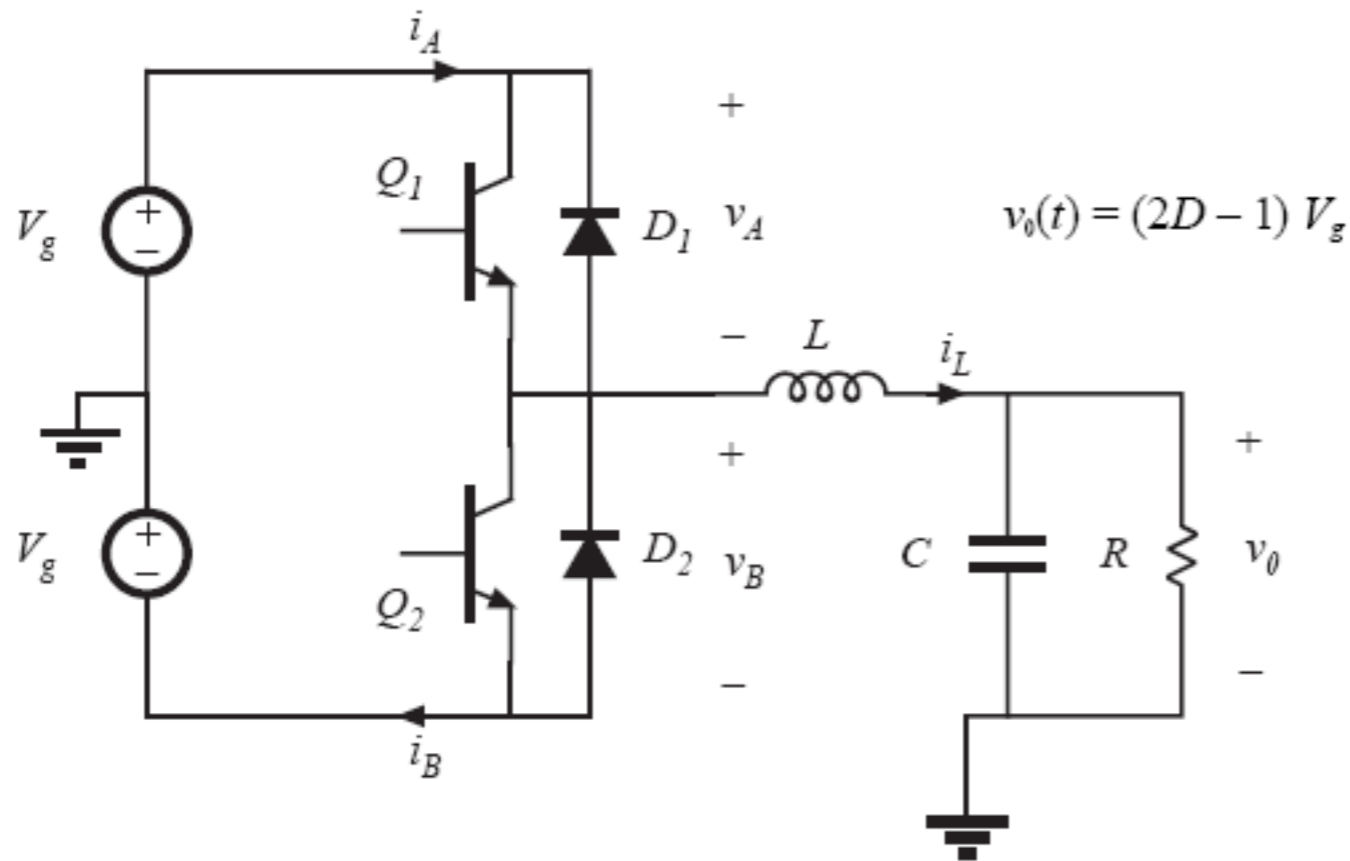 i_A
+
Q_1
V_g
+
−
D_1
v_A
v_0(t) = (2D – 1) V_g
−
L
i_L
+
+
V_g
+
−
D_2
v_B
C
R
v_0
Q_2
−
−
i_B